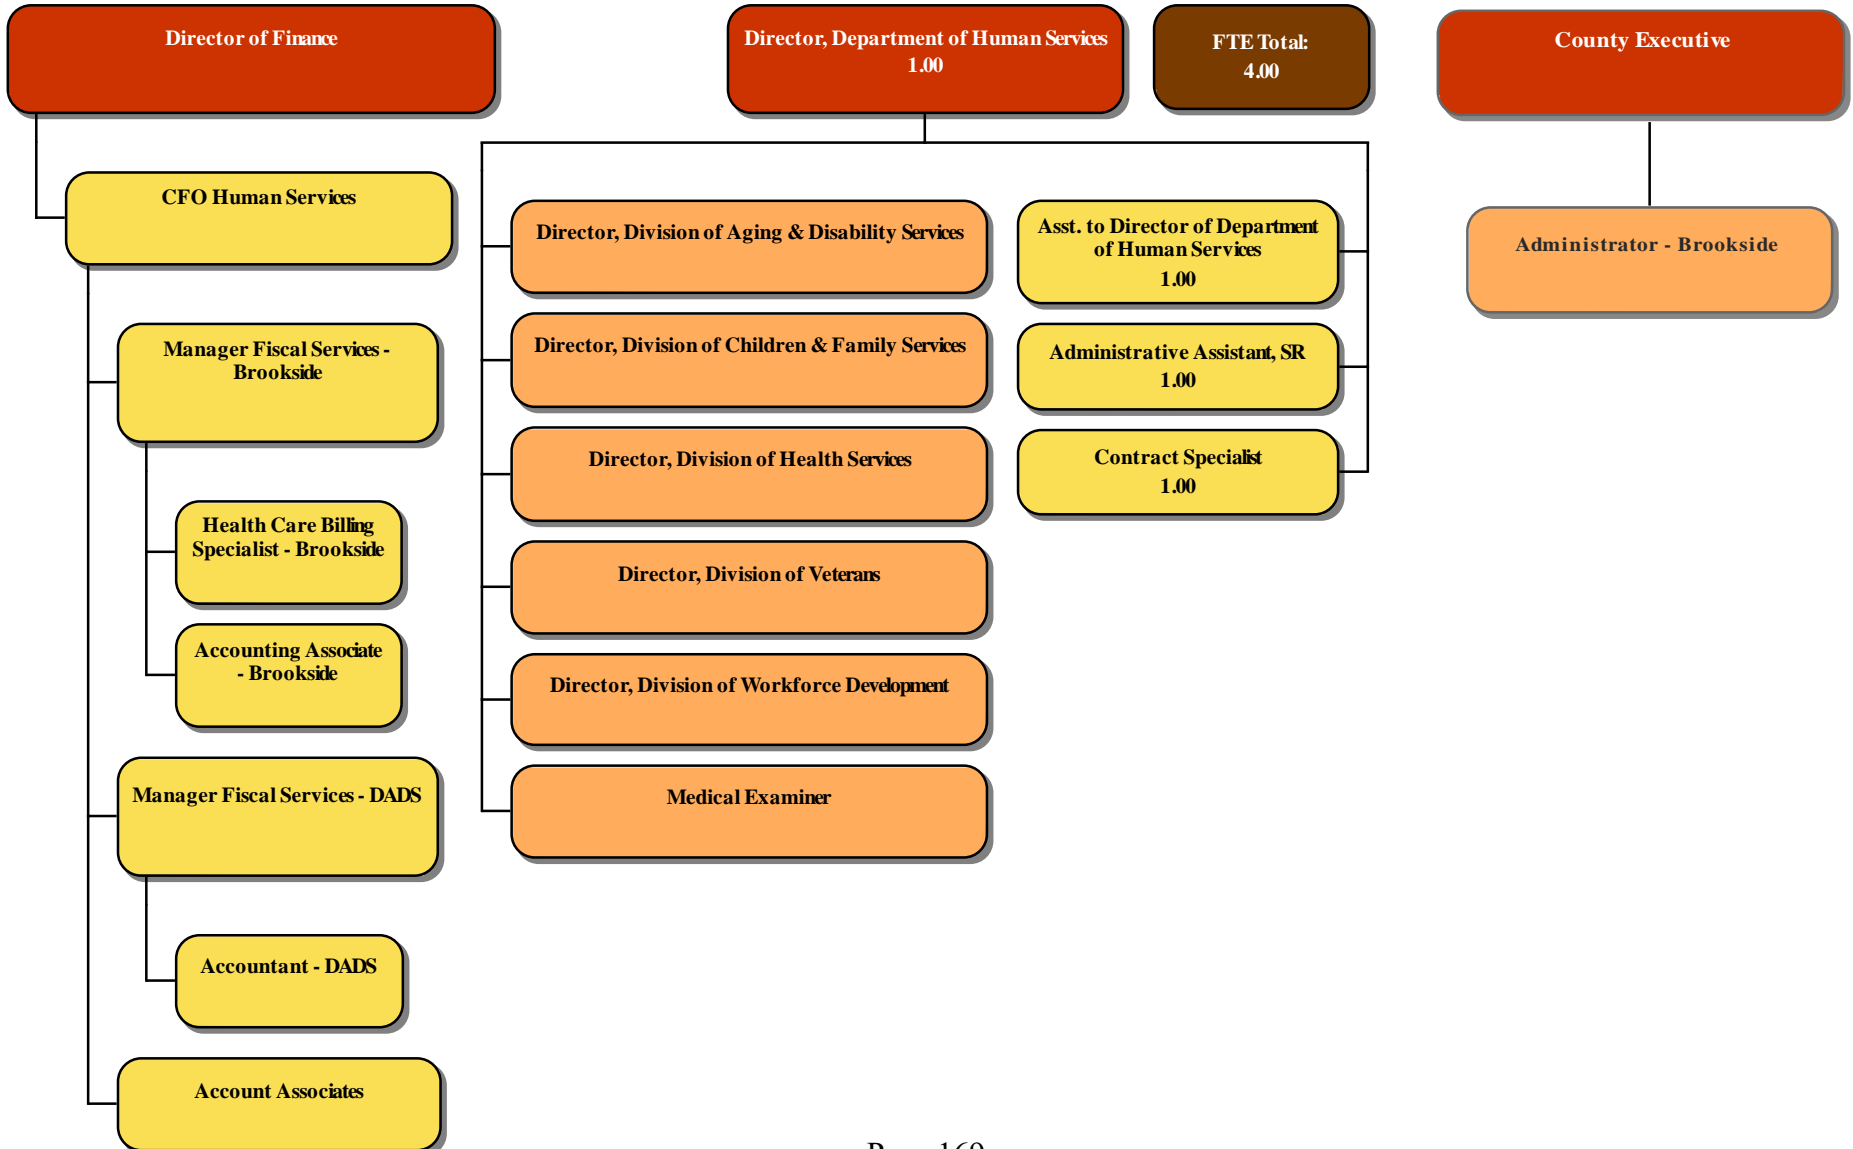 Director of Finance
Director, Department of Human Services
1.00
FTE Total:
4.00
County Executive
CFO Human Services
Manager Fiscal Services -
Brookside
Health Care Billing
Specialist - Brookside
Accounting Associate
- Brookside
Manager Fiscal Services - DADS
Accountant - DADS
Account Associates
Director, Division of Aging & Disability Services
Director, Division of Children & Family Services
Director, Division of Health Services
Director, Division of Veterans
Director, Division of Workforce Development
Medical Examiner
Asst. to Director of Department
of Human Services
1.00
Administrative Assistant, SR
1.00
Contract Specialist
1.00
Administrator - Brookside